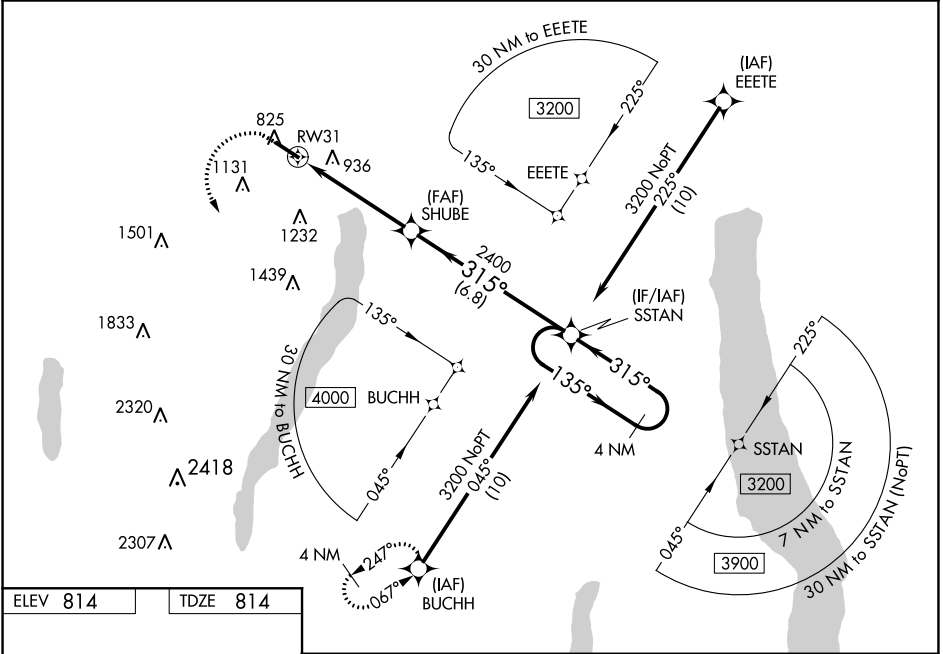 30 NM to EEETE
3200
225°
135°
EEETE
(IAF)
EEETE
3200 NoPT
225°
(10)
825
RW31
936
1131
(FAF)
SHUBE
1232
1501
1439
2400
315°
(6.8)
(IF/IAF)
SSTAN
1833
135°
30 NM to BUCHH
4000
BUCHH
045°
315°
135°
4 NM
225°
SSTAN
3200
7 NM to SSTAN
045°
3900
30 NM to SSTAN (NoPT)
2320
2418
3200 NoPT
045°
(10)
2307
4 NM
247°
067°
(IAF)
BUCHH
ELEV 814
TDZE 814